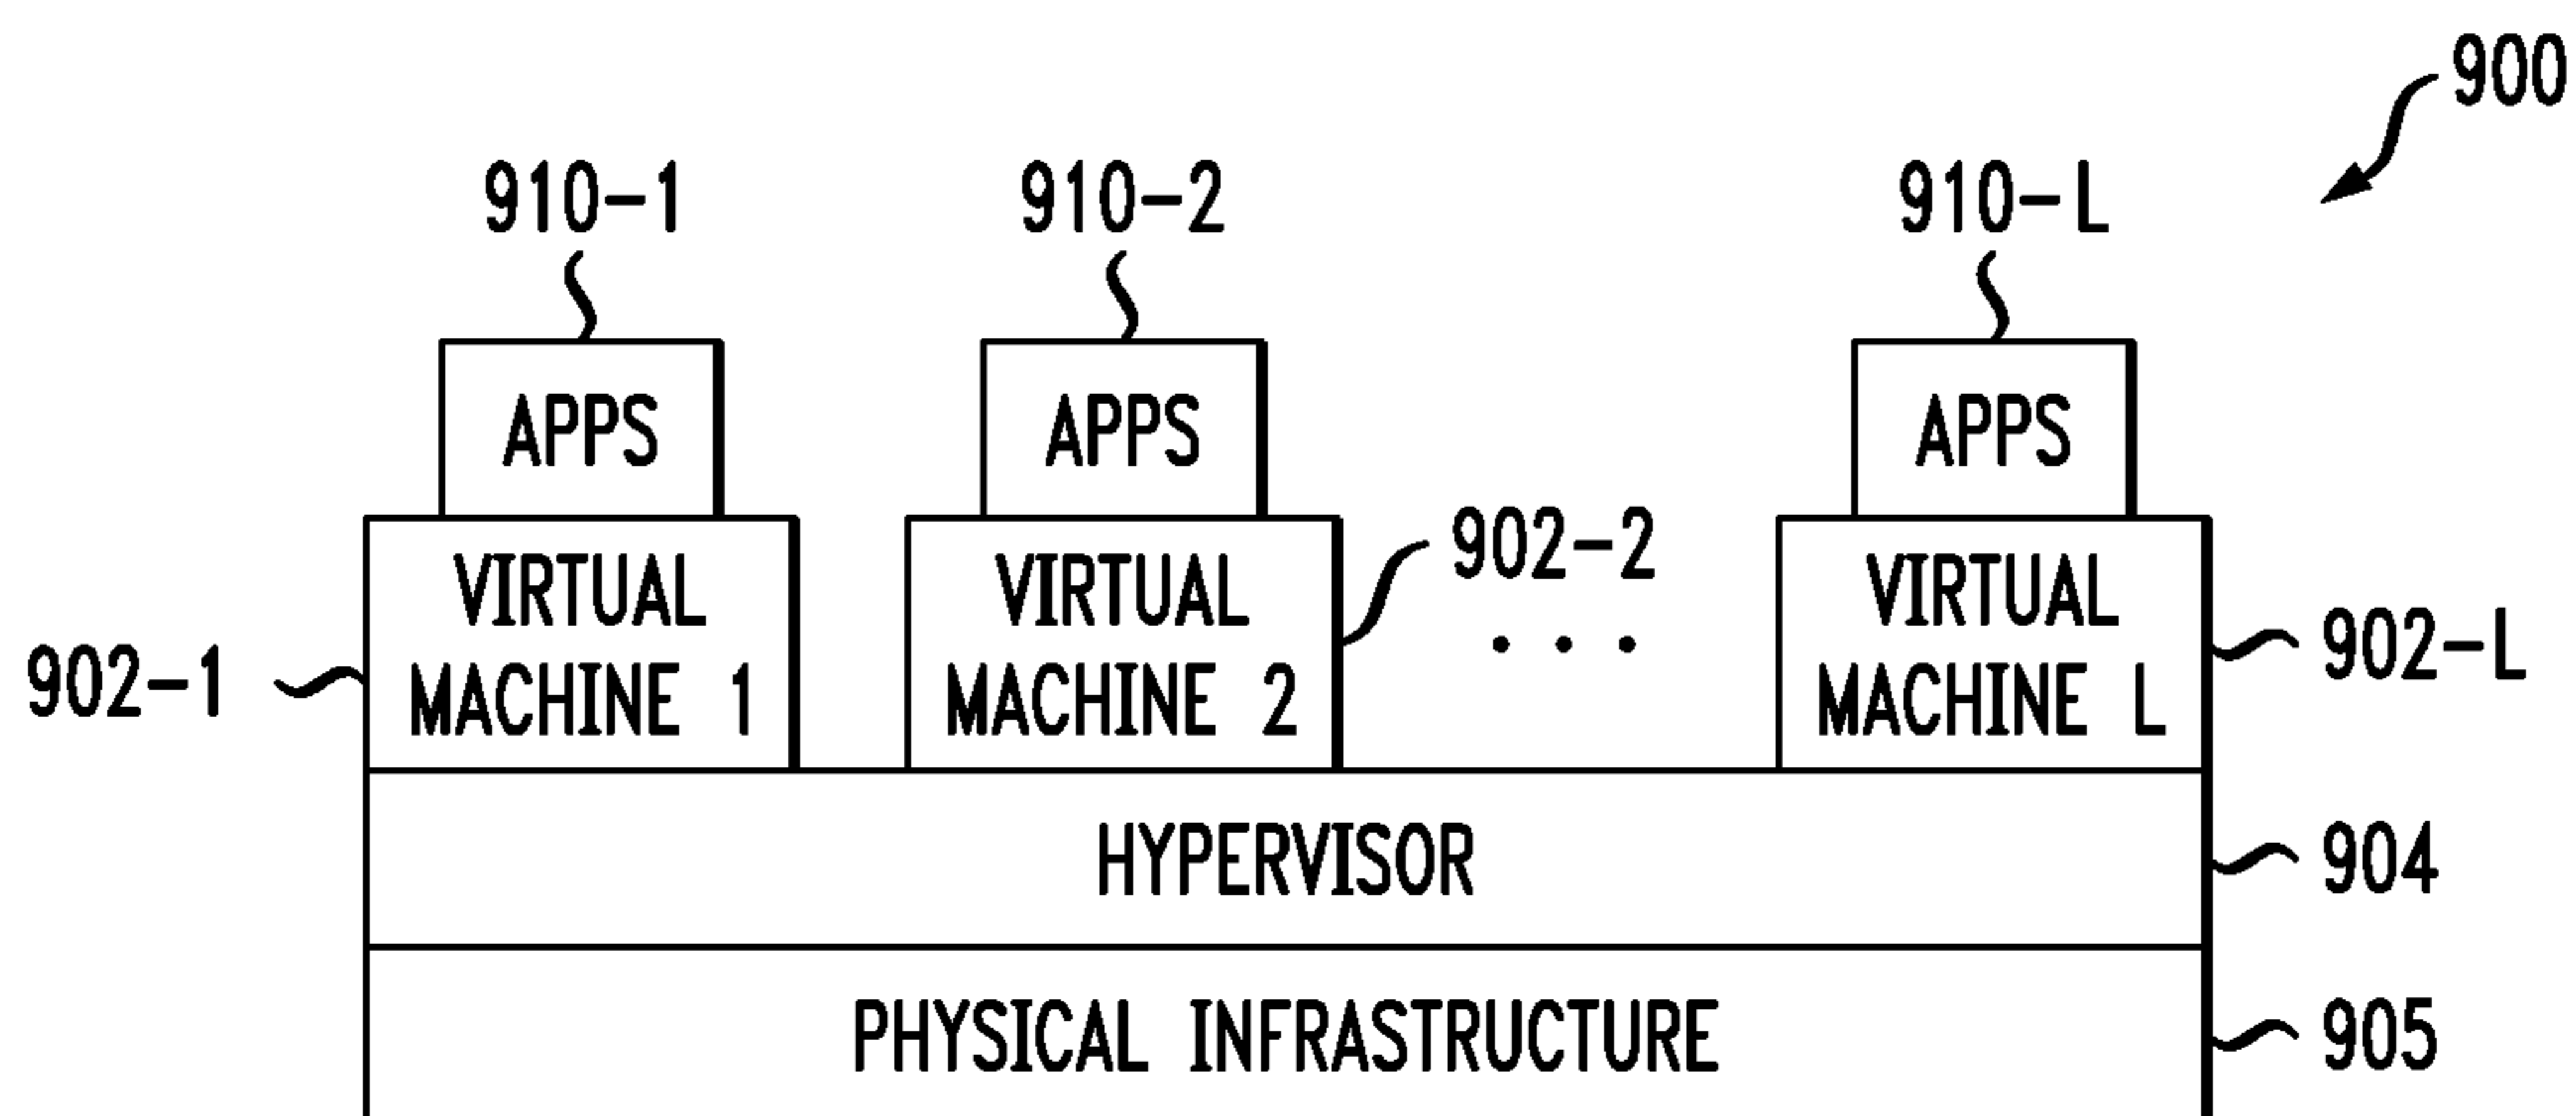 900
910-1 910-2 910-L
APPS APPS APPS
902-2
VIRTUAL VIRTUAL VIRTUAL
902-L
902-1
MACHINE 1 MACHINE 2 MACHINE L
HYPERVISOR
904
PHYSICAL INFRASTRUCTURE
905